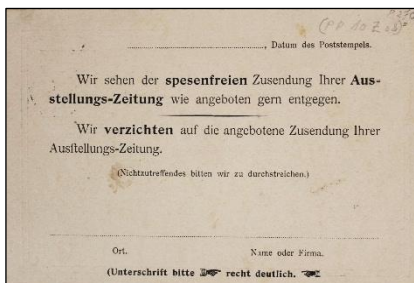 (PP 10 Z
........................................, Datum des Poststempels.
Wir sehen der spesenfreien Zusendung Ihrer Aus-
stellungs-Zeitung wie angeboten gern entgegen.
Wir verzichten auf die angebotene Zusendung Ihrer
Ausſtellungs-Zeitung.
(Nichtzutreffendes bitten wir zu durchstreichen.)
Ort. Name oder Firma.
(Unterschrift bitte ☞ recht deutlich. ☜